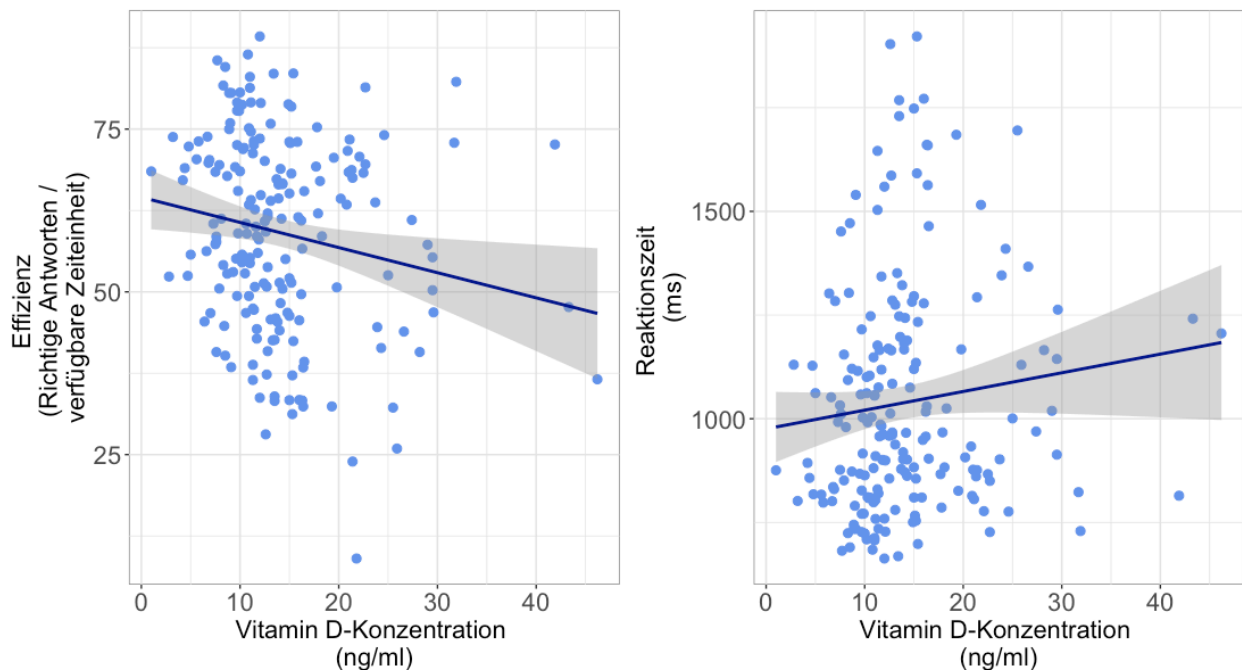 Effizienz
(Richtige Antworten /
verfügbare Zeiteinheit)
75
50
25
0
10
20
30
40
Vitamin D-Konzentration
(ng/ml)
Reaktionszeit
(ms)
1500
1000
0
10
20
30
40
Vitamin D-Konzentration
(ng/ml)